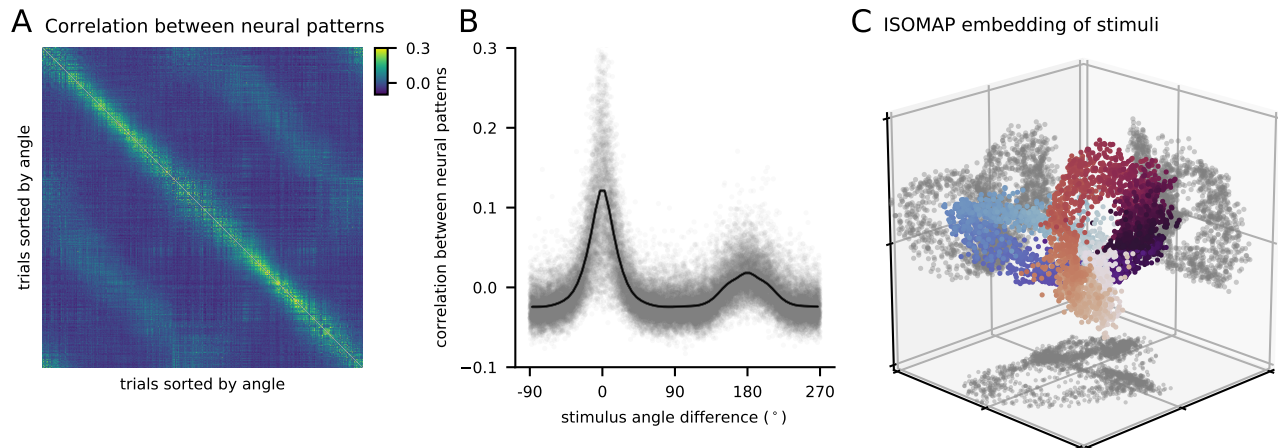 A
Correlation between neural patterns
0.3
0.0
trials sorted by angle
trials sorted by angle
B
0.3
0.2
0.1
0.0
−0.1
correlation between neural patterns
-90
0
90
180
270
stimulus angle difference (°)
C
ISOMAP embedding of stimuli